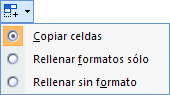 Copiar celdas
Rellenar formatos sólo
Rellenar sin formato